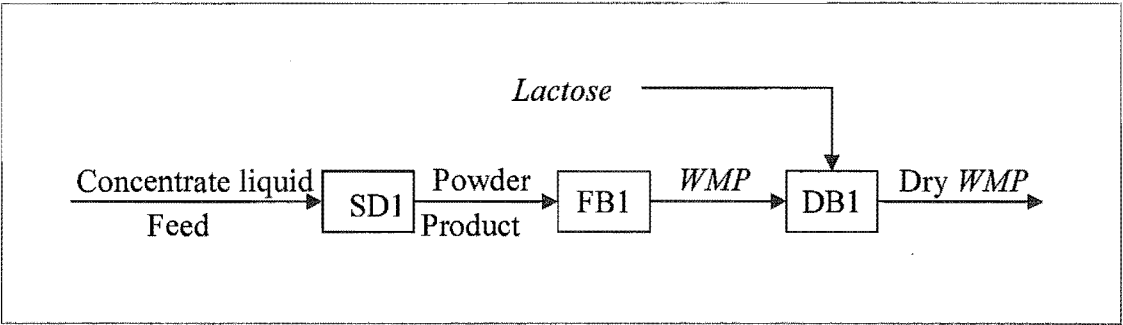 Lactose
Concentrate liquid
Feed
SD1
Powder
Product
FB1
WMP
DB1
Dry WMP